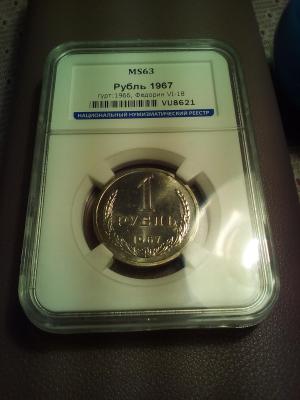 MS63
Рубль 1967
гурт:1966, Федорин VI-18
VU8621
НАЦИОНАЛЬНЫЙ НУМИЗМАТИЧЕСКИЙ РЕЕСТР
1
РУБЛЬ
1967